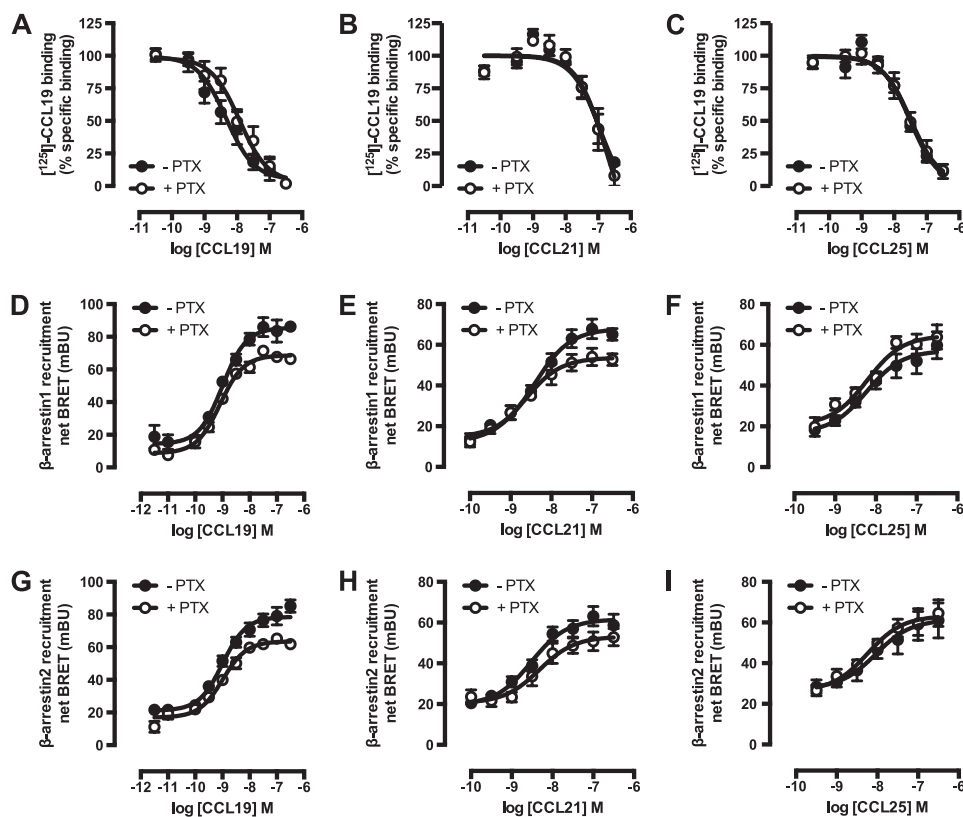 A
[¹²⁵I]-CCL19 binding
(% specific binding)
125
100
75
50
25
0
- PTX
+ PTX
-11 -10 -9 -8 -7 -6
log [CCL19] M
B
[¹²⁵I]-CCL19 binding
(% specific binding)
125
100
75
50
25
0
- PTX
+ PTX
-11 -10 -9 -8 -7 -6
log [CCL21] M
C
[¹²⁵I]-CCL19 binding
(% specific binding)
125
100
75
50
25
0
- PTX
+ PTX
-11 -10 -9 -8 -7 -6
log [CCL25] M
D
β-arrestin1 recruitment
net BRET (mBU)
100
80
60
40
20
0
- PTX
+ PTX
-12 -11 -10 -9 -8 -7 -6
log [CCL19] M
E
β-arrestin1 recruitment
net BRET (mBU)
80
60
40
20
0
- PTX
+ PTX
-10 -9 -8 -7 -6
log [CCL21] M
F
β-arrestin1 recruitment
net BRET (mBU)
80
60
40
20
0
- PTX
+ PTX
-10 -9 -8 -7 -6
log [CCL25] M
G
β-arrestin2 recruitment
net BRET (mBU)
100
80
60
40
20
0
- PTX
+ PTX
-12 -11 -10 -9 -8 -7 -6
log [CCL19] M
H
β-arrestin2 recruitment
net BRET (mBU)
80
60
40
20
0
- PTX
+ PTX
-10 -9 -8 -7 -6
log [CCL21] M
I
β-arrestin2 recruitment
net BRET (mBU)
80
60
40
20
0
- PTX
+ PTX
-10 -9 -8 -7 -6
log [CCL25] M